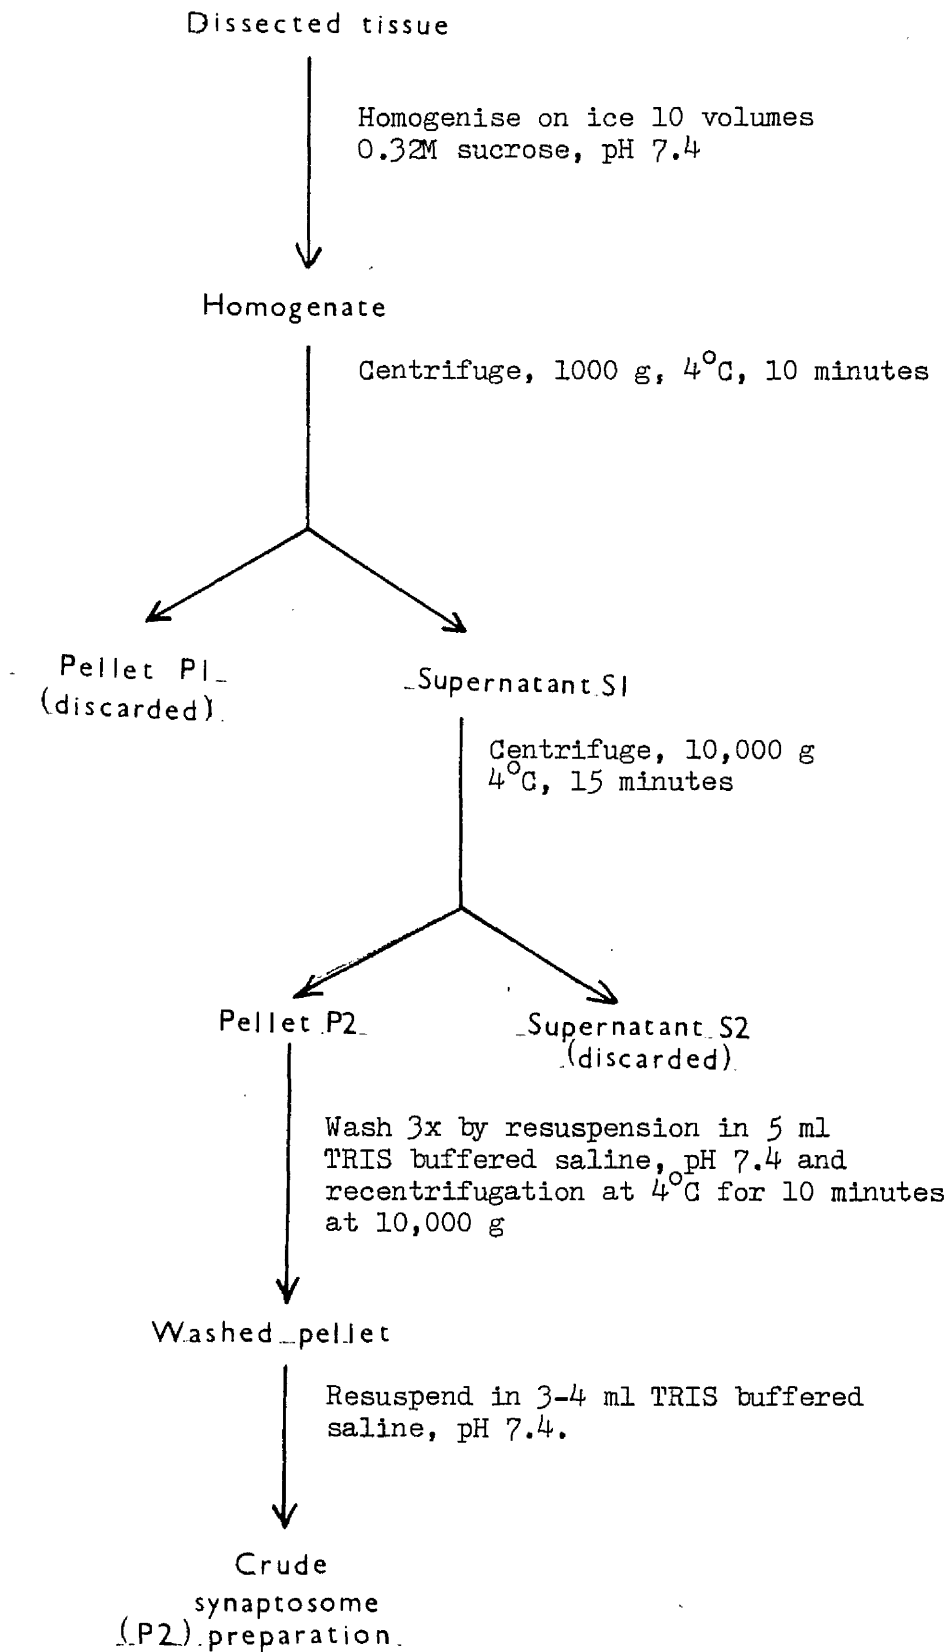 Dissected tissue
Homogenise on ice 10 volumes
0.32M sucrose, pH 7.4
Homogenate
Centrifuge, 1000 g, 4°C, 10 minutes
Pellet P1
(discarded)
Supernatant S1
Centrifuge, 10,000 g
4°C, 15 minutes
Pellet P2
Supernatant S2
(discarded)
Wash 3x by resuspension in 5 ml
TRIS buffered saline, pH 7.4 and
recentrifugation at 4°C for 10 minutes
at 10,000 g
Washed pellet
Resuspend in 3-4 ml TRIS buffered
saline, pH 7.4.
Crude
synaptosome
(P2) preparation.